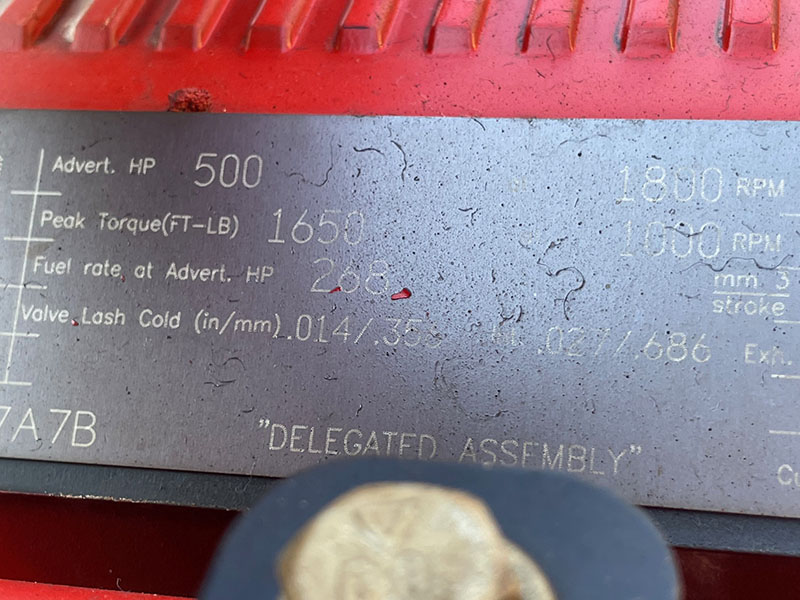 Advert. HP 500 1800 RPM
Peak Torque(FT-LB) 1650 1000 RPM
Fuel rate at Advert. HP 268 mm 3
stroke
Valve Lash Cold (in/mm) .014/.35 .027/.686 Exh.
7A7B
"DELEGATED ASSEMBLY"